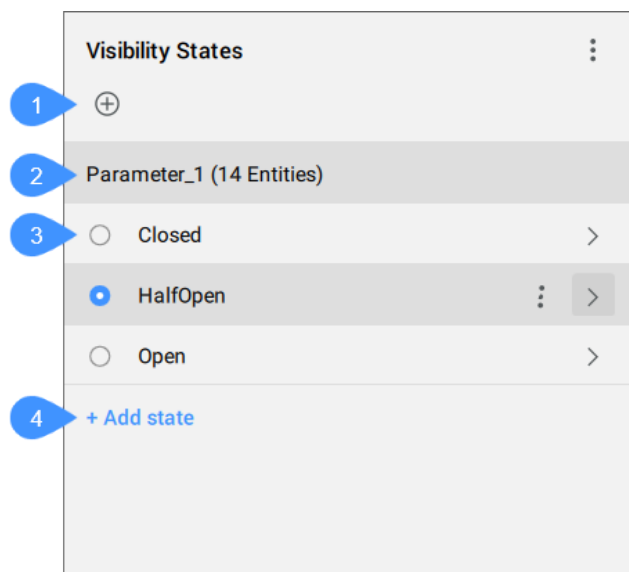 Visibility States
1
2 Parameter_1 (14 Entities)
3 Closed
HalfOpen
Open
4 + Add state